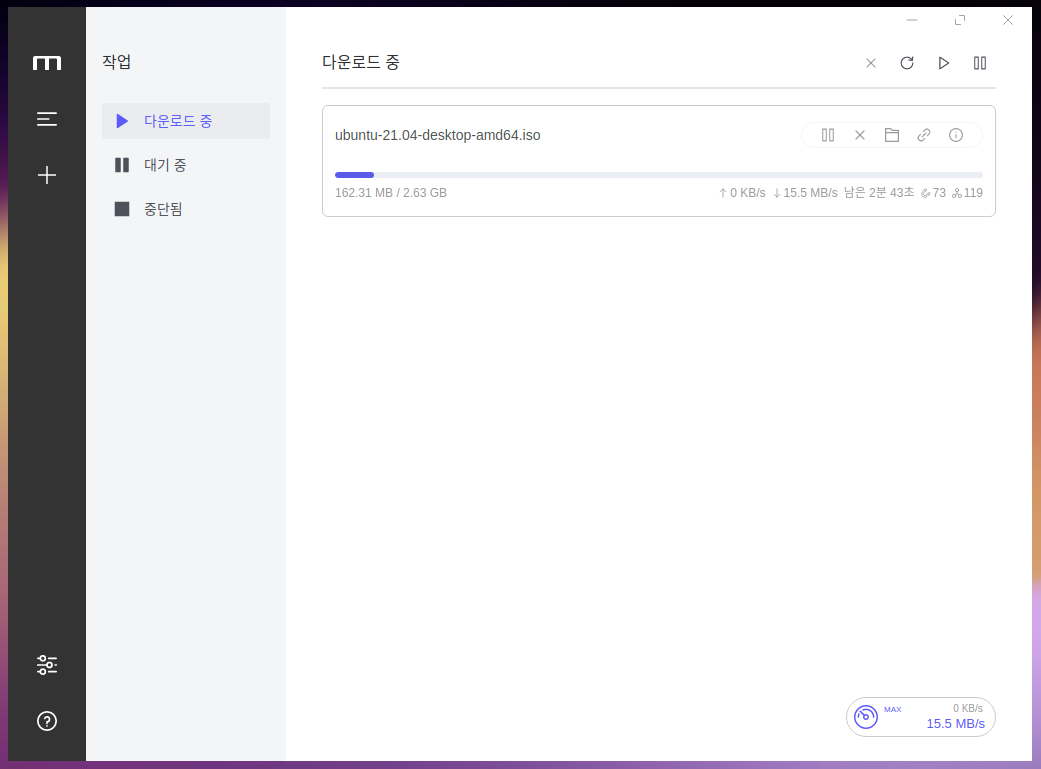 작업
다운로드 중
대기 중
중단됨
다운로드 중
ubuntu-21.04-desktop-amd64.iso
162.31 MB / 2.63 GB
↑ 0 KB/s ↓ 15.5 MB/s 남은 2분 43초 73 119
MAX
0 KB/s
15.5 MB/s